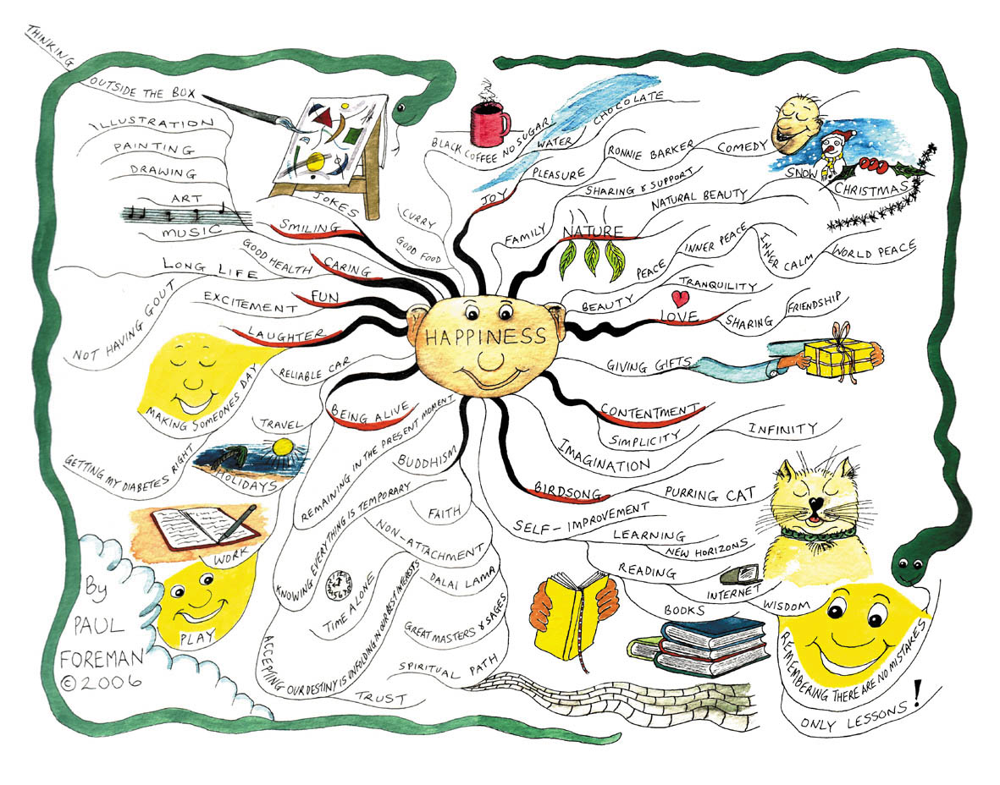 THINKING
OUTSIDE THE BOX
ILLUSTRATION
PAINTING
DRAWING
ART
MUSIC
JOKES
SMILING
GOOD HEALTH
CARING
LONG LIFE
NOT HAVING GOUT
EXCITEMENT
FUN
LAUGHTER
MAKING SOMEONES DAY
GETTING MY DIABETES RIGHT
RELIABLE CAR
TRAVEL
HOLIDAYS
WORK
PLAY
BEING ALIVE
By
PAUL
FOREMAN
© 2006
HAPPINESS
CURRY
GOOD FOOD
BLACK COFFEE NO SUGAR
WATER
CHOCOLATE
JOY
PLEASURE
RONNIE BARKER
COMEDY
FAMILY
SHARING & SUPPORT
NATURE
NATURAL BEAUTY
SNOW
CHRISTMAS
PEACE
INNER PEACE
INNER CALM
WORLD PEACE
BEAUTY
TRANQUILITY
LOVE
SHARING
FRIENDSHIP
GIVING GIFTS
CONTENTMENT
SIMPLICITY
IMAGINATION
INFINITY
BIRDSONG
PURRING CAT
SELF-IMPROVEMENT
LEARNING
NEW HORIZONS
READING
INTERNET
BOOKS
WISDOM
REMEMBERING THERE ARE NO MISTAKES
ONLY LESSONS!
REMAINING IN THE PRESENT MOMENT
BUDDHISM
KNOWING EVERYTHING IS TEMPORARY
FAITH
NON-ATTACHMENT
DALAI LAMA
TIME ALONE
GREAT MASTERS & SAGES
ACCEPTING OUR DESTINY IS UNFOLDING IN OUR BEST INTERESTS
SPIRITUAL PATH
TRUST